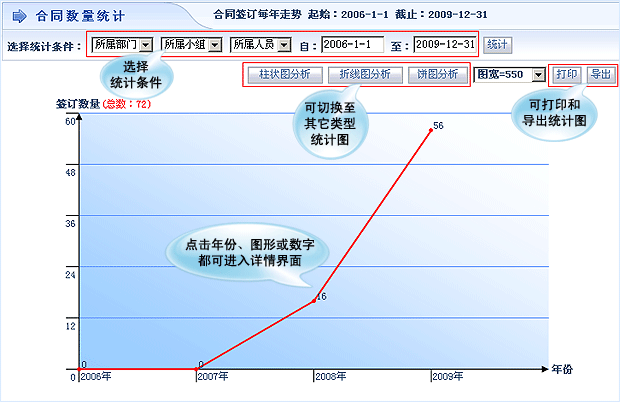 合同数量统计
合同签订每年走势 起始：2006-1-1 截止：2009-12-31
选择统计条件： 所属部门 所属小组 所属人员 自：2006-1-1 至：2009-12-31 统计
选择
统计条件
柱状图分析 折线图分析 饼图分析 图宽=550 打印 导出
可切换至
其它类型
统计图
可打印和
导出统计图
签订数量(总数：72)
60
56
48
36
点击年份、图形或数字
都可进入详情界面
24
16
12
0 0
0 2006年 2007年 2008年 2009年 年份